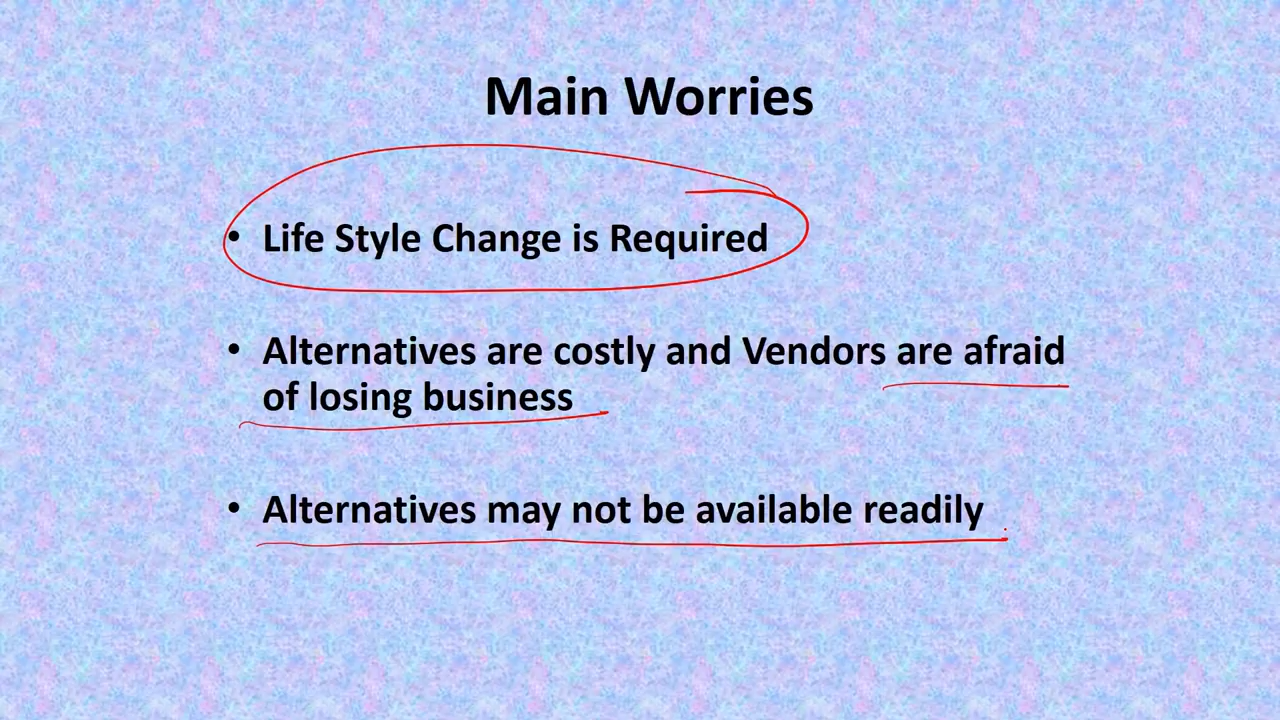 Main Worries
• Life Style Change is Required
• Alternatives are costly and Vendors are afraid
of losing business
• Alternatives may not be available readily